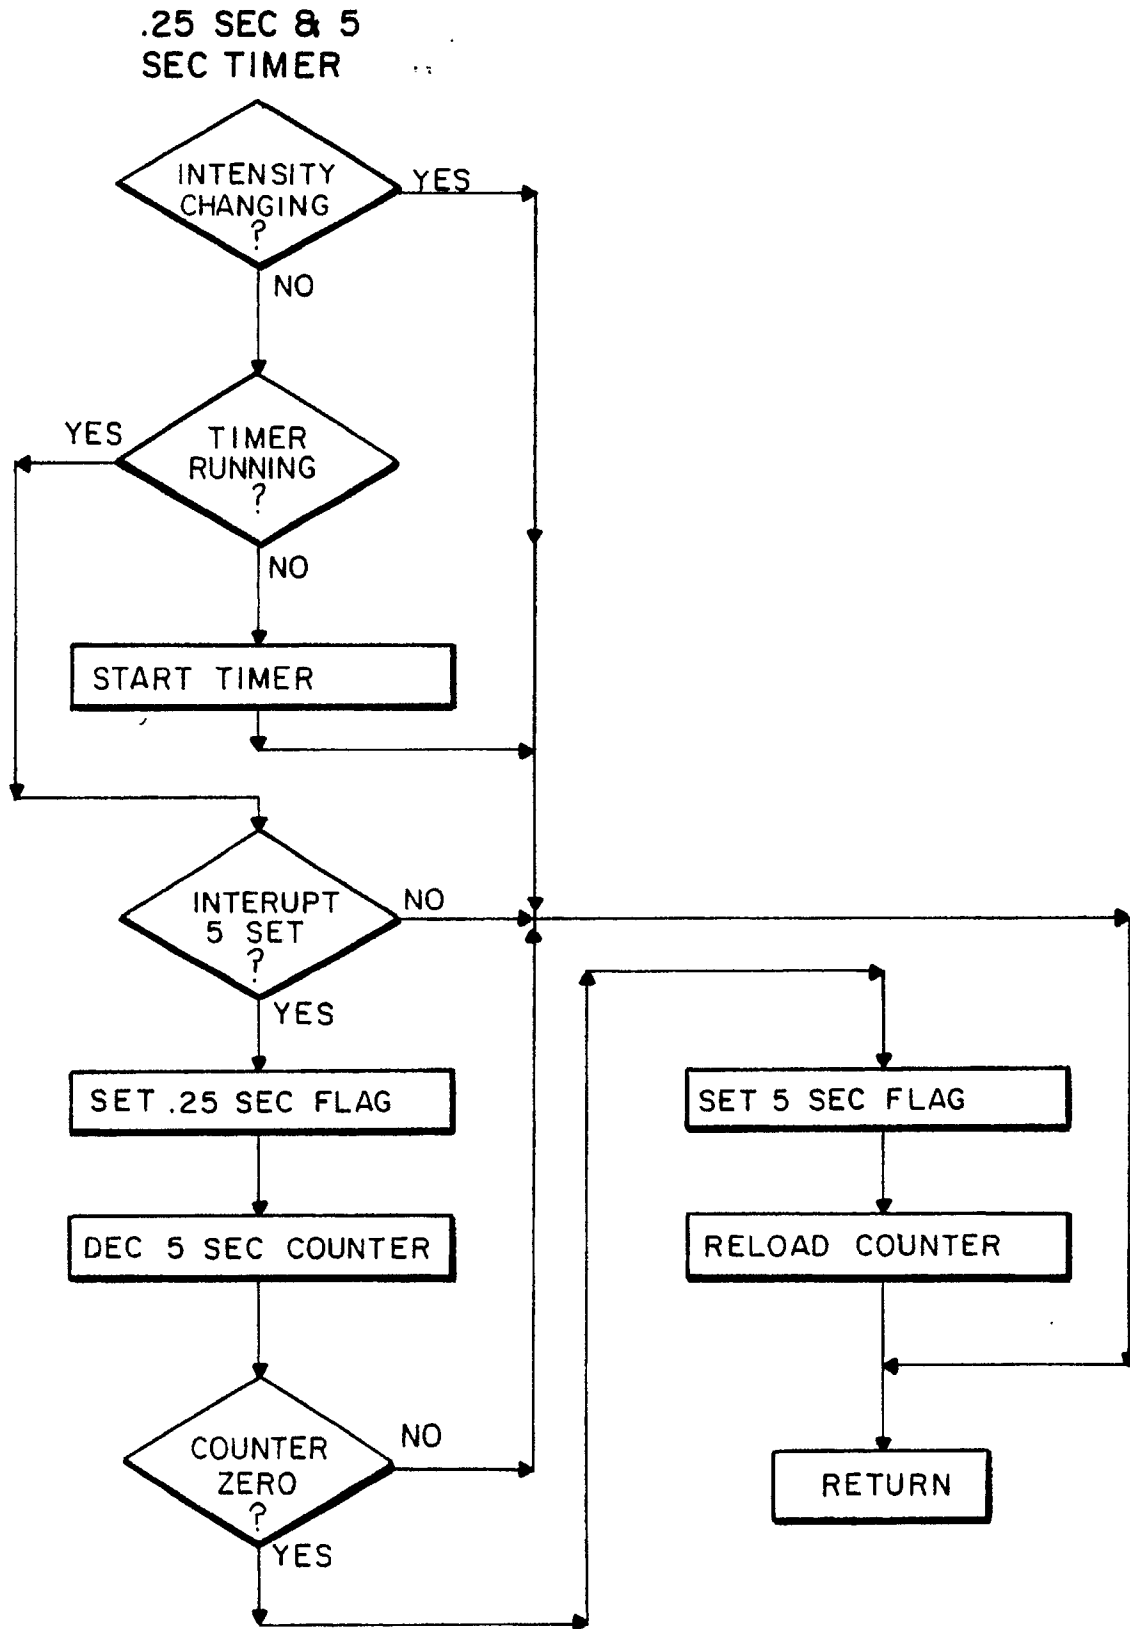 .25 SEC & 5
SEC TIMER
INTENSITY
CHANGING
?
YES
NO
TIMER
RUNNING
?
YES
NO
START TIMER
INTERUPT
5 SET
?
NO
YES
SET .25 SEC FLAG
DEC 5 SEC COUNTER
COUNTER
ZERO
?
NO
YES
SET 5 SEC FLAG
RELOAD COUNTER
RETURN